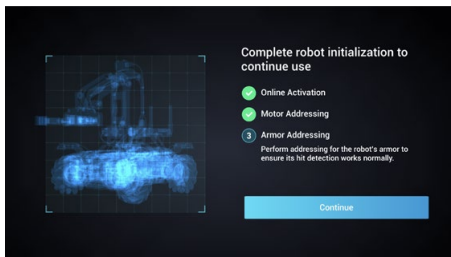 Complete robot initialization to
continue use
Online Activation
Motor Addressing
3 Armor Addressing
Perform addressing for the robot's armor to
ensure its hit detection works normally.
Continue